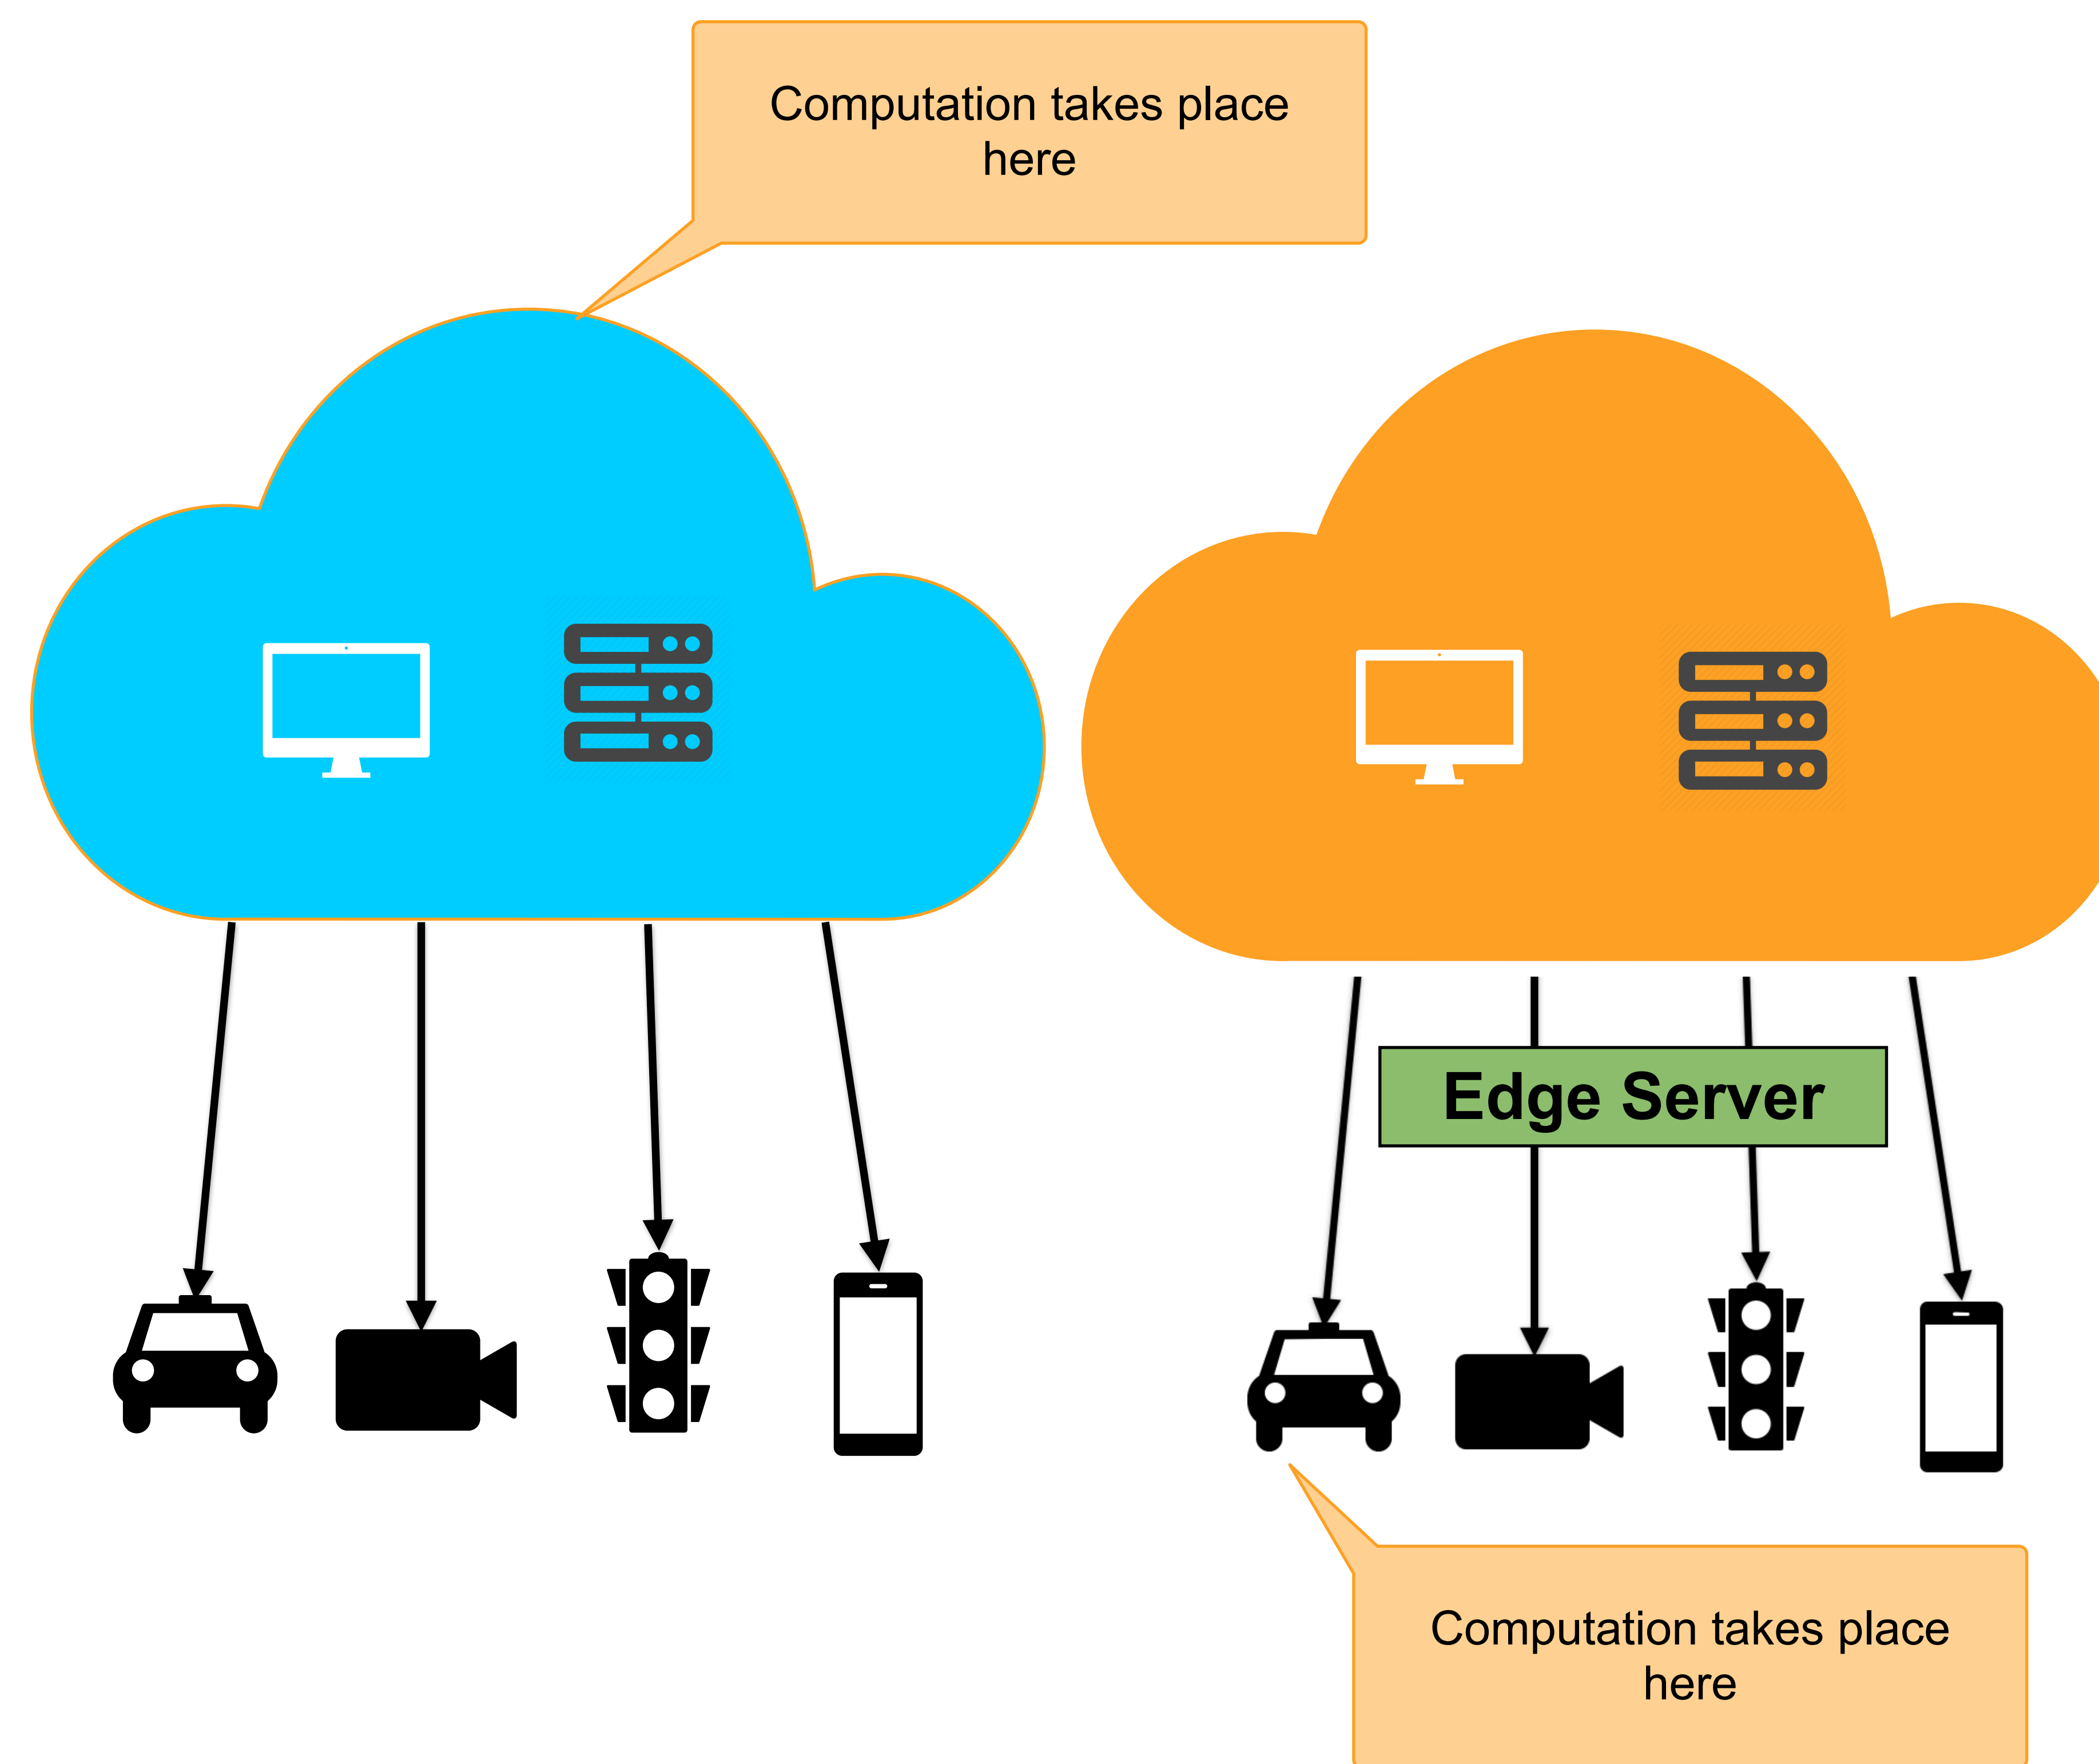 Computation takes place
here
Edge Server
Computation takes place
here